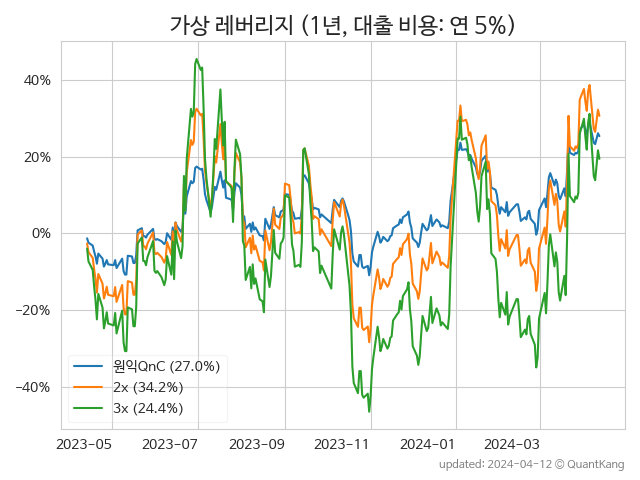 가상 레버리지 (1년, 대출 비용: 연 5%)
40%
20%
0%
−20%
−40%
원익QnC (27.0%)
2x (34.2%)
3x (24.4%)
2023-05 2023-07 2023-09 2023-11 2024-01 2024-03
updated: 2024-04-12 © QuantKang